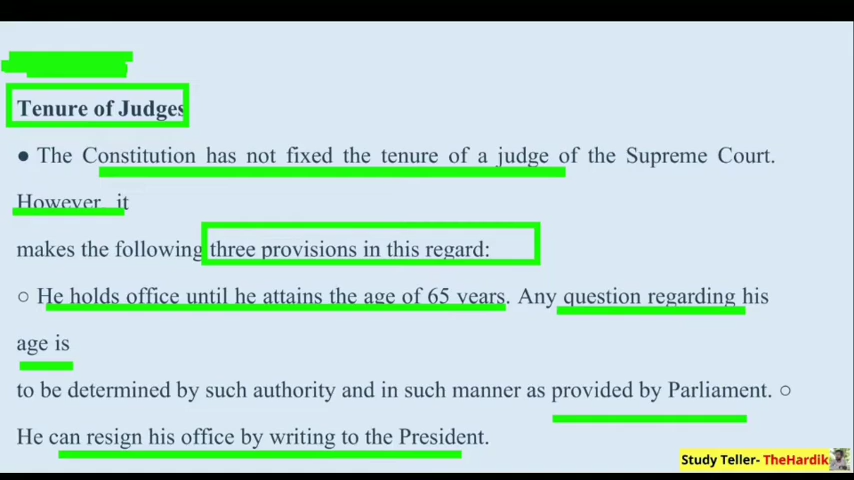 Tenure of Judges
● The Constitution has not fixed the tenure of a judge of the Supreme Court.
However, it
makes the following three provisions in this regard:
○ He holds office until he attains the age of 65 years. Any question regarding his
age is
to be determined by such authority and in such manner as provided by Parliament. ○
He can resign his office by writing to the President.
Study Teller- TheHardik